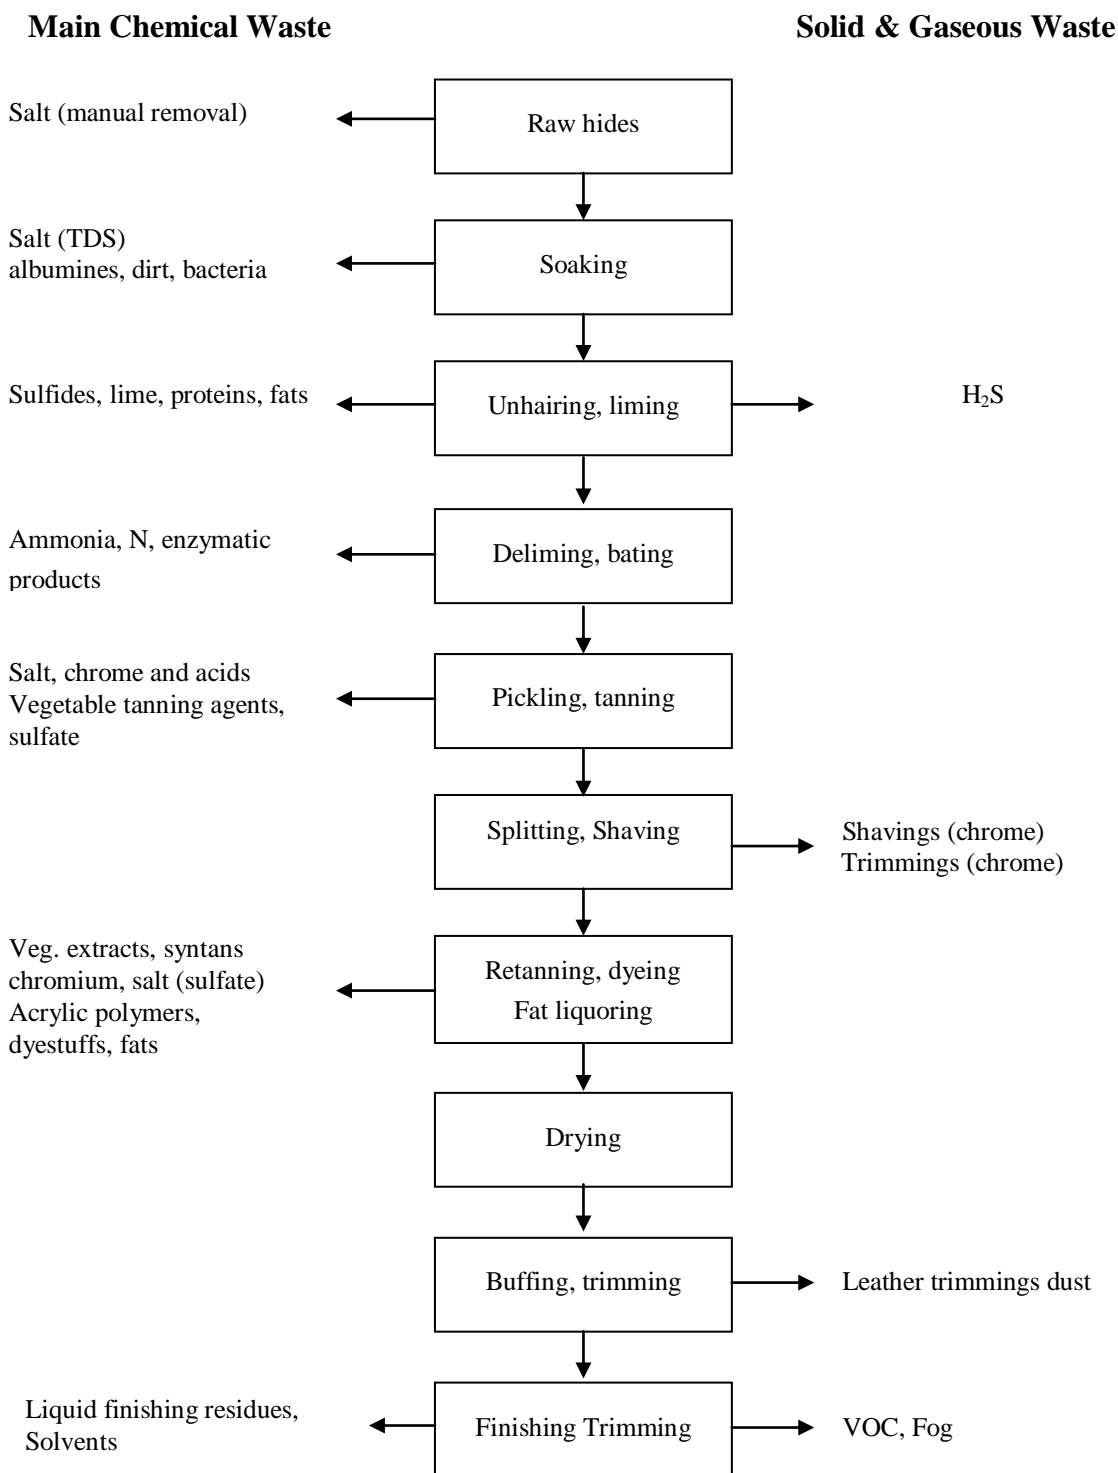 Main Chemical Waste
Solid & Gaseous Waste
Salt (manual removal)
Raw hides
Salt (TDS)
albumines, dirt, bacteria
Soaking
Sulfides, lime, proteins, fats
Unhairing, liming
H₂S
Ammonia, N, enzymatic
products
Deliming, bating
Salt, chrome and acids
Vegetable tanning agents,
sulfate
Pickling, tanning
Splitting, Shaving
Shavings (chrome)
Trimmings (chrome)
Veg. extracts, syntans
chromium, salt (sulfate)
Acrylic polymers,
dyestuffs, fats
Retanning, dyeing
Fat liquoring
Drying
Buffing, trimming
Leather trimmings dust
Liquid finishing residues,
Solvents
Finishing Trimming
VOC, Fog